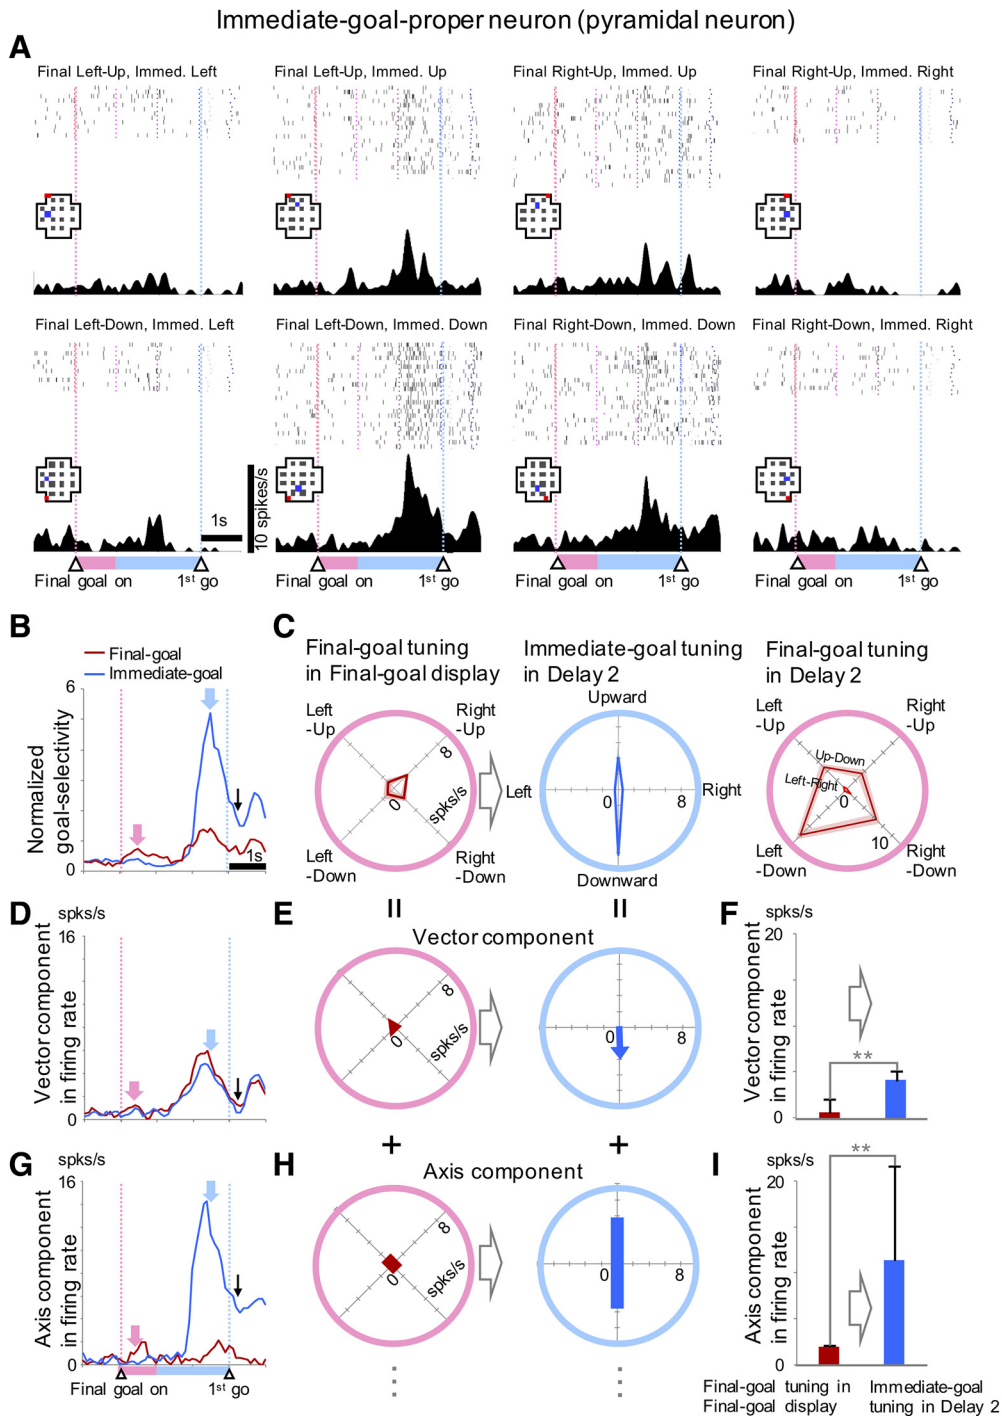 Immediate-goal-proper neuron (pyramidal neuron)
A
Final Left-Up, Immed. Left
Final Left-Up, Immed. Up
Final Right-Up, Immed. Up
Final Right-Up, Immed. Right
Final Left-Down, Immed. Left
Final Left-Down, Immed. Down
Final Right-Down, Immed. Down
Final Right-Down, Immed. Right
1s
10 spikes/s
Final goal on
1st go
Final goal on
1st go
Final goal on
1st go
Final goal on
1st go
B
Final-goal
Immediate-goal
6
Normalized
goal-selectivity
0
1s
C
Final-goal tuning
in Final-goal display
Left
-Up
Right
-Up
8
0
spks/s
Left
-Down
Right
-Down
Immediate-goal tuning
in Delay 2
Upward
Left
0
8
Right
Downward
Final-goal tuning
in Delay 2
Left
-Up
Right
-Up
Up-Down
Left-Right
0
10
Left
-Down
Right
-Down
D
spks/s
16
Vector component
in firing rate
0
E
=
=
Vector component
8
0
spks/s
0
8
F
spks/s
20
Vector component
in firing rate
**
0
G
spks/s
16
Axis component
in firing rate
0
Final goal on
1st go
H
+
+
Axis component
8
0
spks/s
0
8
I
spks/s
**
20
Axis component
in firing rate
0
Final-goal tuning in
Final-goal display
Immediate-goal
tuning in Delay 2